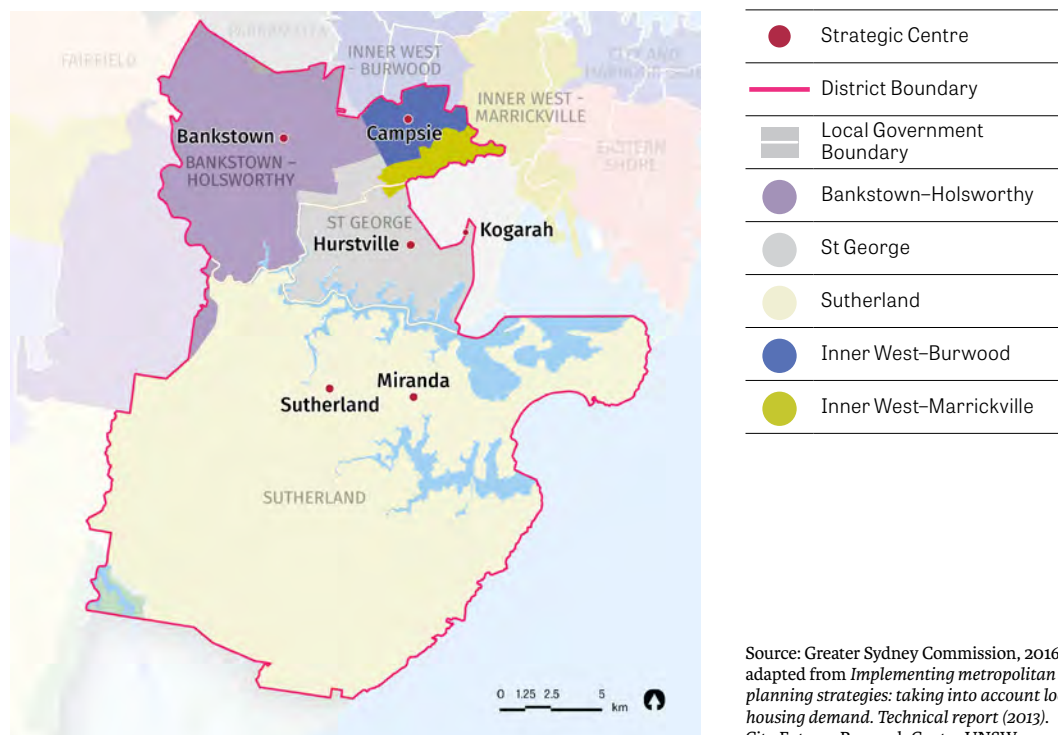 PARRAMATTA
FAIRFIELD
INNER WEST
- BURWOOD
CITY AND
INNER WEST -
MARRICKVILLE
Bankstown
Campsie
BANKSTOWN –
HOLSWORTHY
EASTERN
SHORE
ST GEORGE
Hurstville
Kogarah
Miranda
Sutherland
SUTHERLAND
0 1.25 2.5 5
km
Strategic Centre
District Boundary
Local Government
Boundary
Bankstown–Holsworthy
St George
Sutherland
Inner West–Burwood
Inner West–Marrickville
Source: Greater Sydney Commission, 2016
adapted from Implementing metropolitan
planning strategies: taking into account lo
housing demand. Technical report (2013).